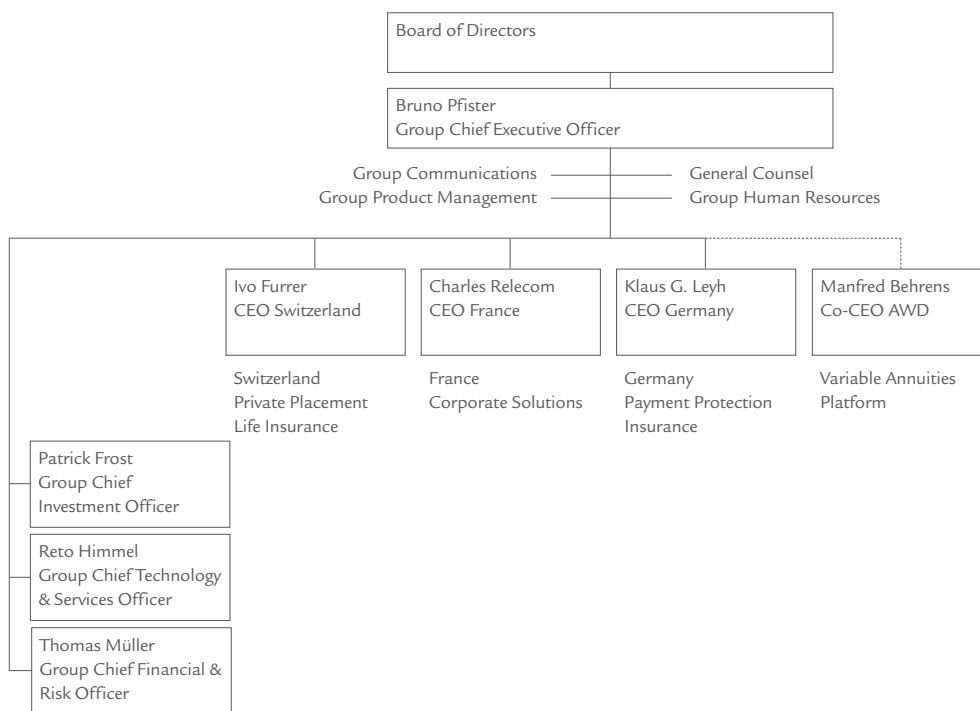 Board of Directors
Bruno Pfister
Group Chief Executive Officer
Group Communications
General Counsel
Group Product Management
Group Human Resources
Ivo Furrer
CEO Switzerland
Charles Relecom
CEO France
Klaus G. Leyh
CEO Germany
Manfred Behrens
Co-CEO AWD
Switzerland
Private Placement
Life Insurance
France
Corporate Solutions
Germany
Payment Protection
Insurance
Variable Annuities
Platform
Patrick Frost
Group Chief
Investment Officer
Reto Himmel
Group Chief Technology
& Services Officer
Thomas Müller
Group Chief Financial &
Risk Officer